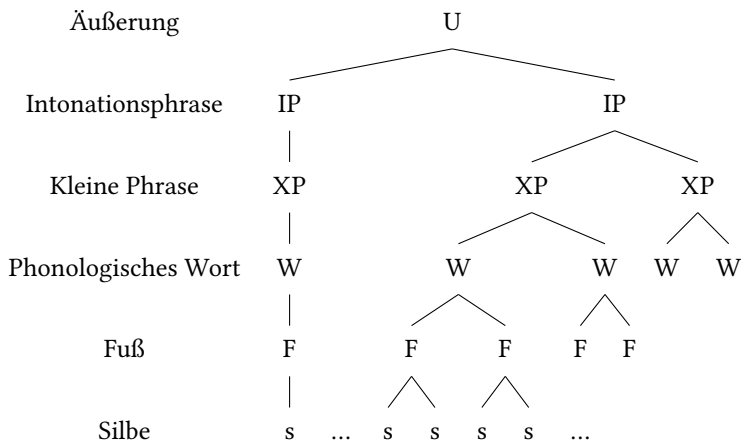 Äußerung U
Intonationsphrase IP IP
Kleine Phrase XP XP XP
Phonologisches Wort W W W W W
Fuß F F F F F
Silbe s ... s s s s ...